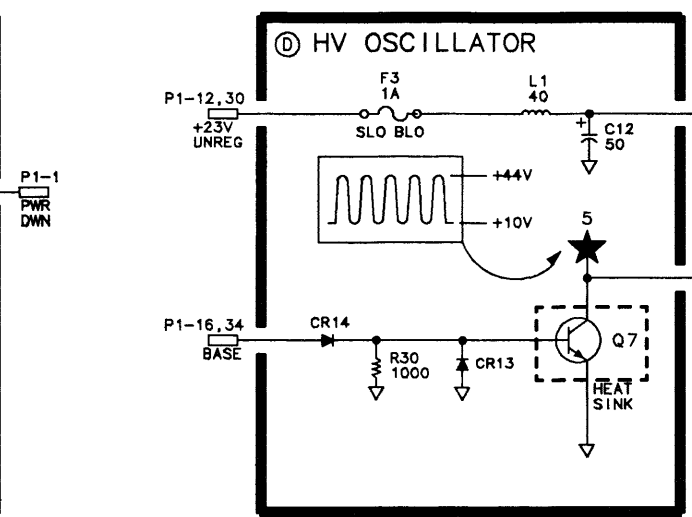 D HV OSCILLATOR
F3
1A
SLO BLO
L1
40
P1-12,30
+23V
UNREG
+
C12
50
P1-1
PWR
DWN
+44V
+10V
5
P1-16,34
BASE
CR14
R30
1000
CR13
Q7
HEAT
SINK